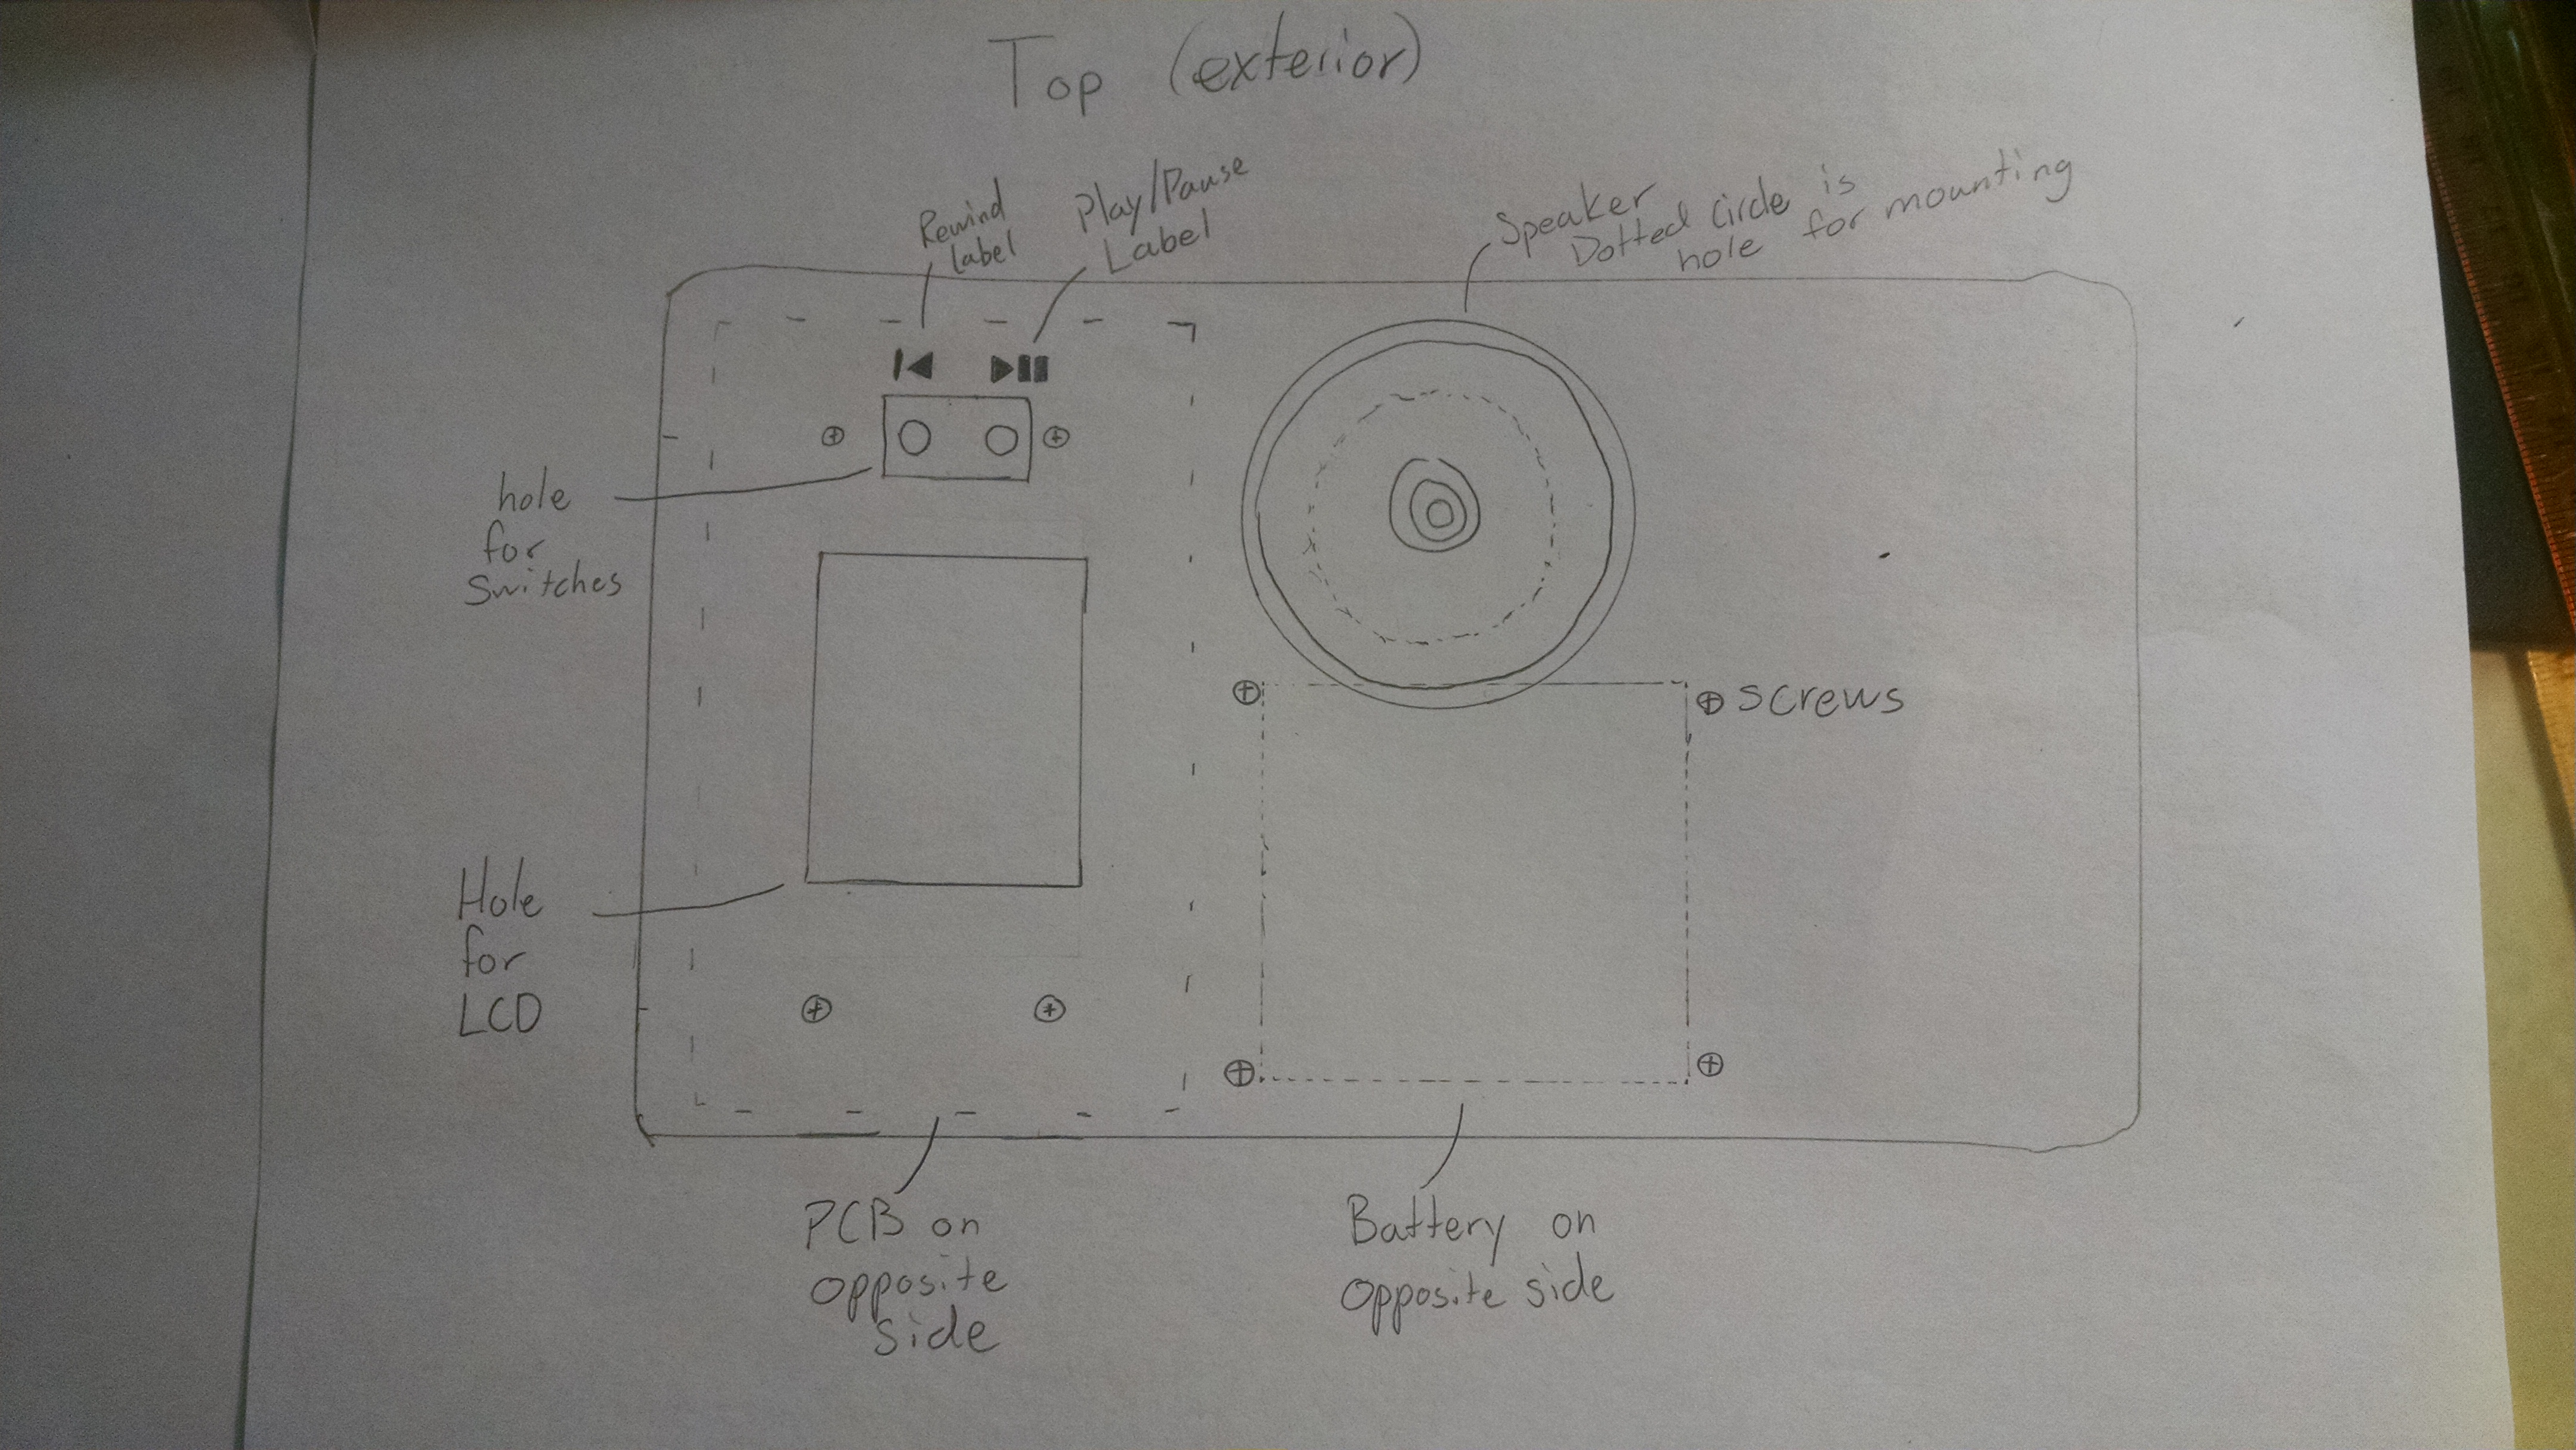 Top (exterior)
Rewind
label
Play/Pause
Label
Speaker
Dotted Circle is
hole for mounting
hole
for
Switches
screws
Hole
for
LCD
PCB on
opposite
side
Battery on
opposite side